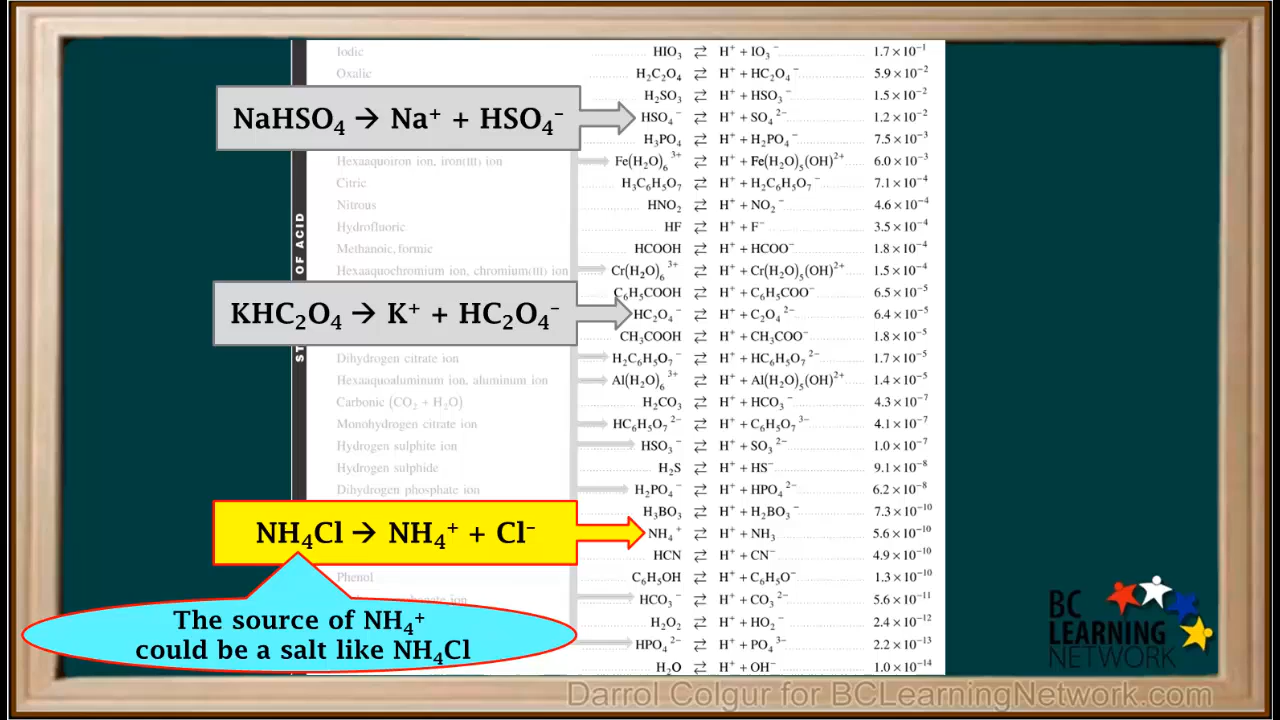 Iodic HIO₃ ⇄ H⁺ + IO₃⁻ 1.7 × 10⁻¹
Oxalic H₂C₂O₄ ⇄ H⁺ + HC₂O₄⁻ 5.9 × 10⁻²
H₂SO₃ ⇄ H⁺ + HSO₃⁻ 1.5 × 10⁻²
NaHSO₄ → Na⁺ + HSO₄⁻
HSO₄⁻ ⇄ H⁺ + SO₄²⁻ 1.2 × 10⁻²
H₃PO₄ ⇄ H⁺ + H₂PO₄⁻ 7.5 × 10⁻³
Hexaaquoiron ion, iron(III) ion Fe(H₂O)₆³⁺ ⇄ H⁺ + Fe(H₂O)₅(OH)²⁺ 6.0 × 10⁻³
Citric H₃C₆H₅O₇ ⇄ H⁺ + H₂C₆H₅O₇⁻ 7.1 × 10⁻⁴
Nitrous HNO₂ ⇄ H⁺ + NO₂⁻ 4.6 × 10⁻⁴
Hydrofluoric HF ⇄ H⁺ + F⁻ 3.5 × 10⁻⁴
Methanoic, formic HCOOH ⇄ H⁺ + HCOO⁻ 1.8 × 10⁻⁴
Hexaaquochromium ion, chromium(III) ion Cr(H₂O)₆³⁺ ⇄ H⁺ + Cr(H₂O)₅(OH)²⁺ 1.5 × 10⁻⁴
C₆H₅COOH ⇄ H⁺ + C₆H₅COO⁻ 6.5 × 10⁻⁵
KHC₂O₄ → K⁺ + HC₂O₄⁻
HC₂O₄⁻ ⇄ H⁺ + C₂O₄²⁻ 6.4 × 10⁻⁵
CH₃COOH ⇄ H⁺ + CH₃COO⁻ 1.8 × 10⁻⁵
Dihydrogen citrate ion H₂C₆H₅O₇⁻ ⇄ H⁺ + HC₆H₅O₇²⁻ 1.7 × 10⁻⁵
Hexaaquoaluminum ion, aluminum ion Al(H₂O)₆³⁺ ⇄ H⁺ + Al(H₂O)₅(OH)²⁺ 1.4 × 10⁻⁵
Carbonic (CO₂ + H₂O) H₂CO₃ ⇄ H⁺ + HCO₃⁻ 4.3 × 10⁻⁷
Monohydrogen citrate ion HC₆H₅O₇²⁻ ⇄ H⁺ + C₆H₅O₇³⁻ 4.1 × 10⁻⁷
Hydrogen sulphite ion HSO₃⁻ ⇄ H⁺ + SO₃²⁻ 1.0 × 10⁻⁷
Hydrogen sulphide H₂S ⇄ H⁺ + HS⁻ 9.1 × 10⁻⁸
Dihydrogen phosphate ion H₂PO₄⁻ ⇄ H⁺ + HPO₄²⁻ 6.2 × 10⁻⁸
H₃BO₃ ⇄ H⁺ + H₂BO₃⁻ 7.3 × 10⁻¹⁰
NH₄Cl → NH₄⁺ + Cl⁻
NH₄⁺ ⇄ H⁺ + NH₃ 5.6 × 10⁻¹⁰
HCN ⇄ H⁺ + CN⁻ 4.9 × 10⁻¹⁰
Phenol C₆H₅OH ⇄ H⁺ + C₆H₅O⁻ 1.3 × 10⁻¹⁰
ion HCO₃⁻ ⇄ H⁺ + CO₃²⁻ 5.6 × 10⁻¹¹
H₂O₂ ⇄ H⁺ + HO₂⁻ 2.4 × 10⁻¹²
HPO₄²⁻ ⇄ H⁺ + PO₄³⁻ 2.2 × 10⁻¹³
H₂O ⇄ H⁺ + OH⁻ 1.0 × 10⁻¹⁴
OF ACID
The source of NH₄⁺
could be a salt like NH₄Cl
BC
LEARNING
NETWORK
Darrol Colgur for BCLearningNetwork.com